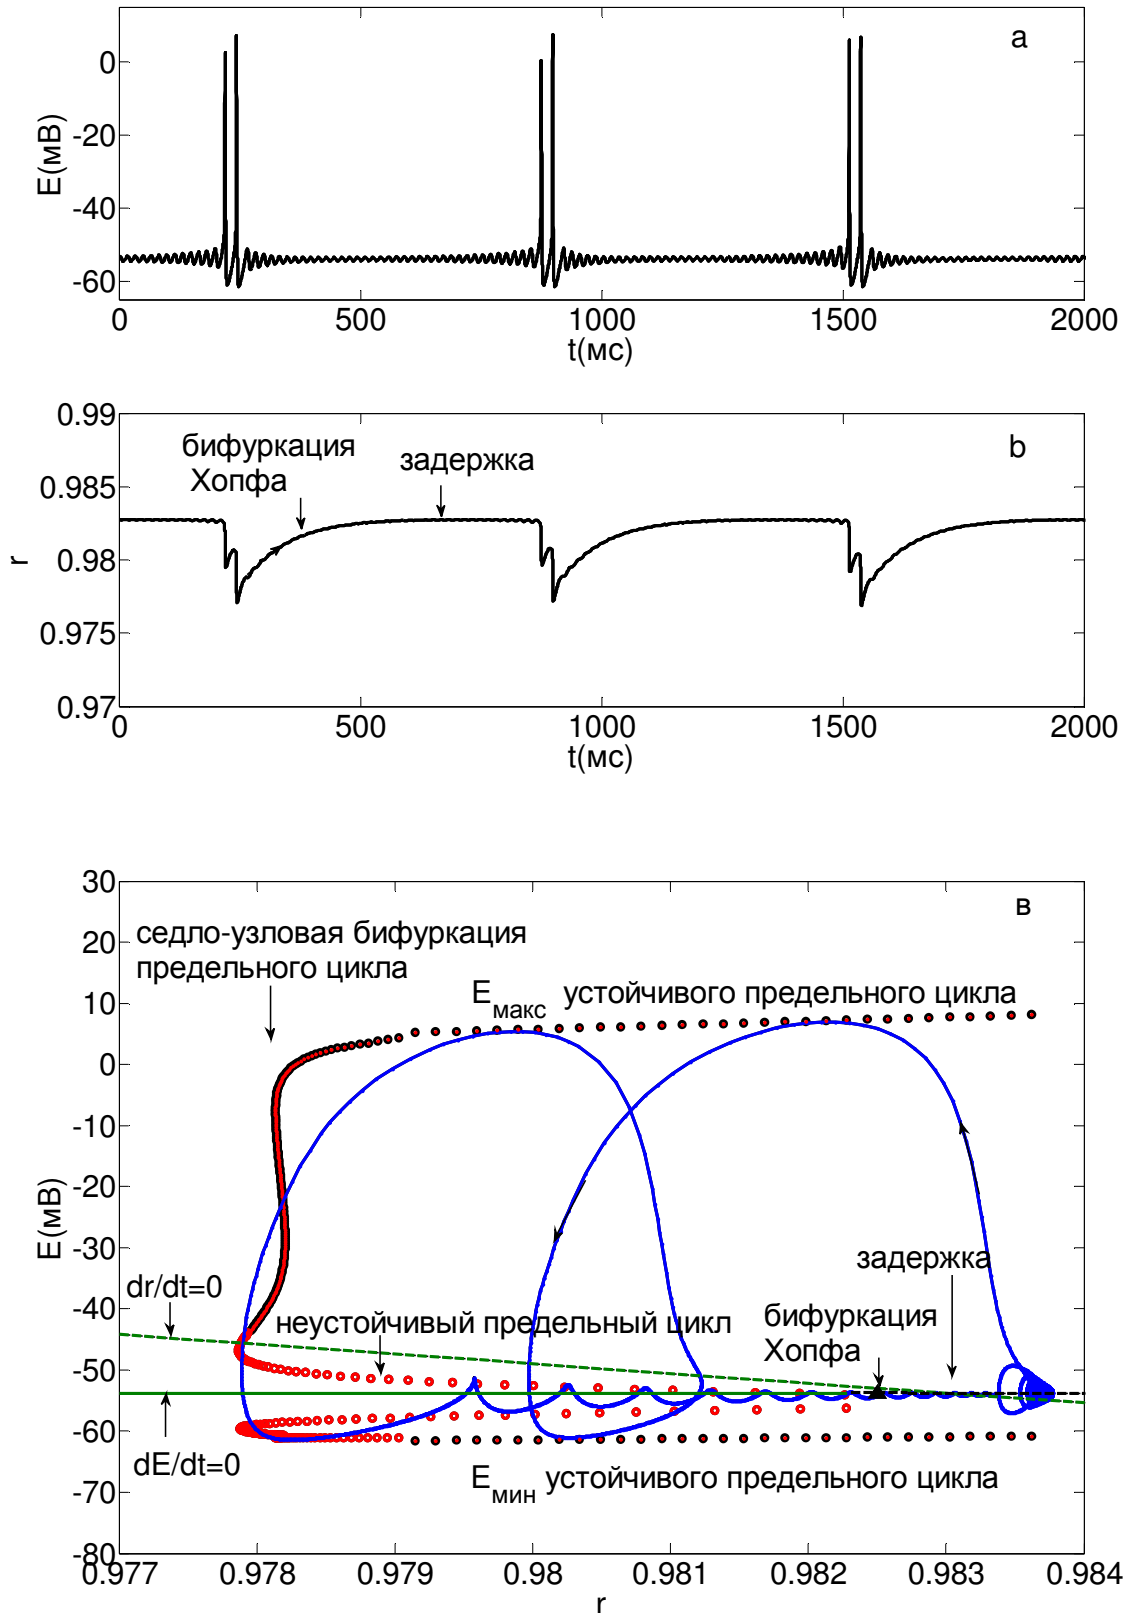 a
E(мВ)
0
-20
-40
-60
0
500
1000
1500
2000
t(мс)
b
бифуркация
Хопфа
задержка
r
0.99
0.985
0.98
0.975
0.97
0
500
1000
1500
2000
t(мс)
в
седло-узловая бифуркация
предельного цикла
Eмакс устойчивого предельного цикла
E(мВ)
30
20
10
0
-10
-20
-30
-40
-50
-60
-70
-80
dr/dt=0
неустойчивый предельный цикл
задержка
бифуркация
Хопфа
dE/dt=0
Eмин устойчивого предельного цикла
0.977
0.978
0.979
0.98
0.981
0.982
0.983
0.984
r